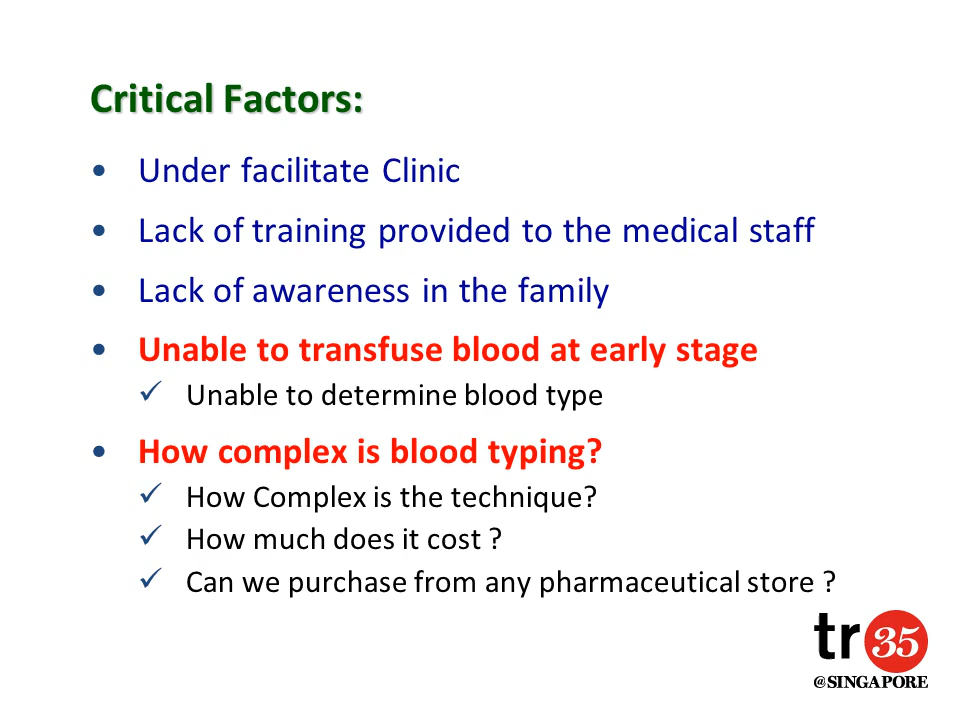 Critical Factors:
• Under facilitate Clinic
• Lack of training provided to the medical staff
• Lack of awareness in the family
• Unable to transfuse blood at early stage
✓ Unable to determine blood type
• How complex is blood typing?
✓ How Complex is the technique?
✓ How much does it cost ?
✓ Can we purchase from any pharmaceutical store ?
tr 35
@SINGAPORE